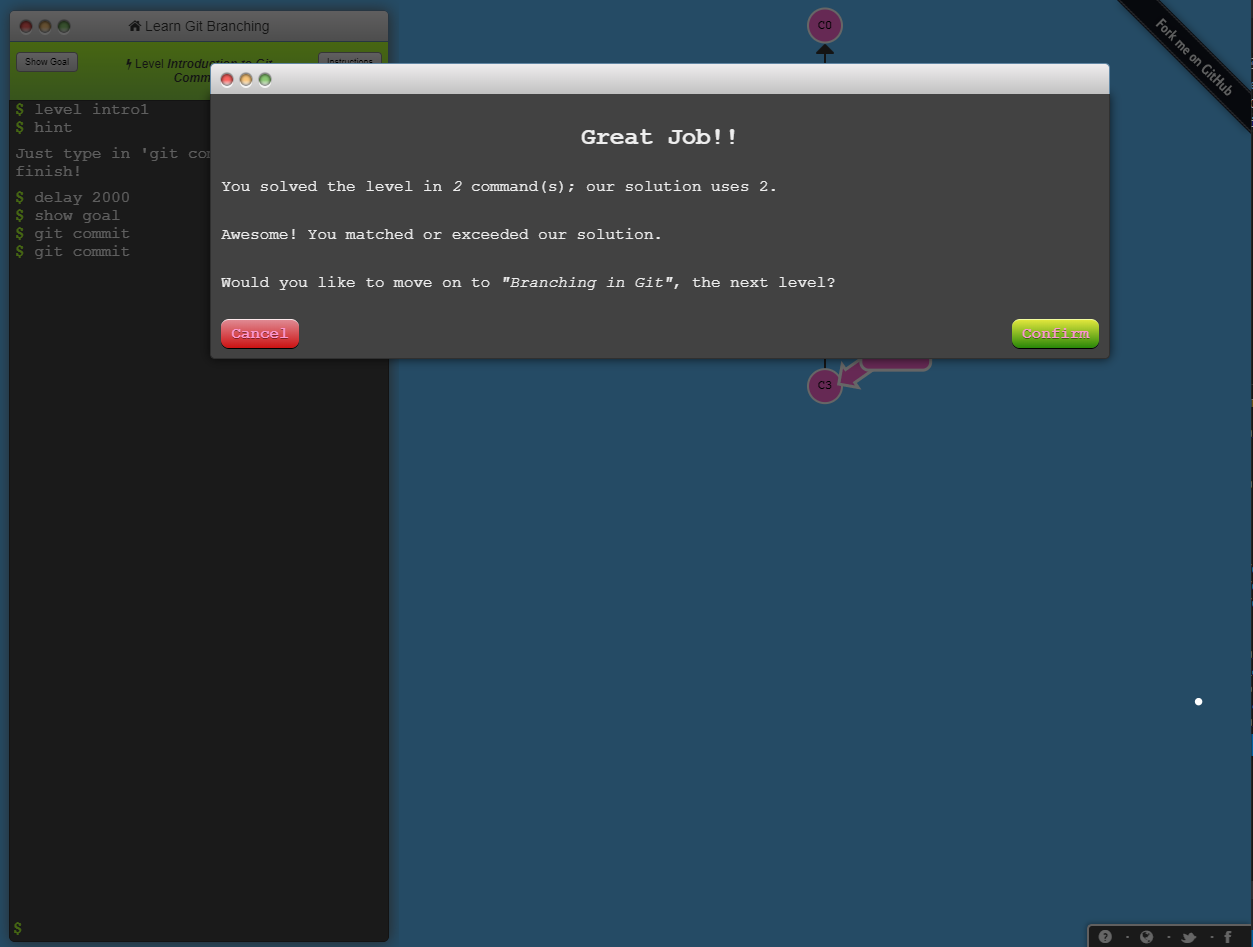 Learn Git Branching
Show Goal
Level Introduction to Git
Comm
Instructions
$ level intro1
$ hint
Just type in 'git com
finish!
$ delay 2000
$ show goal
$ git commit
$ git commit
$
C0
Fork me on GitHub
Great Job!!
You solved the level in 2 command(s); our solution uses 2.
Awesome! You matched or exceeded our solution.
Would you like to move on to "Branching in Git", the next level?
Cancel
Confirm
C3